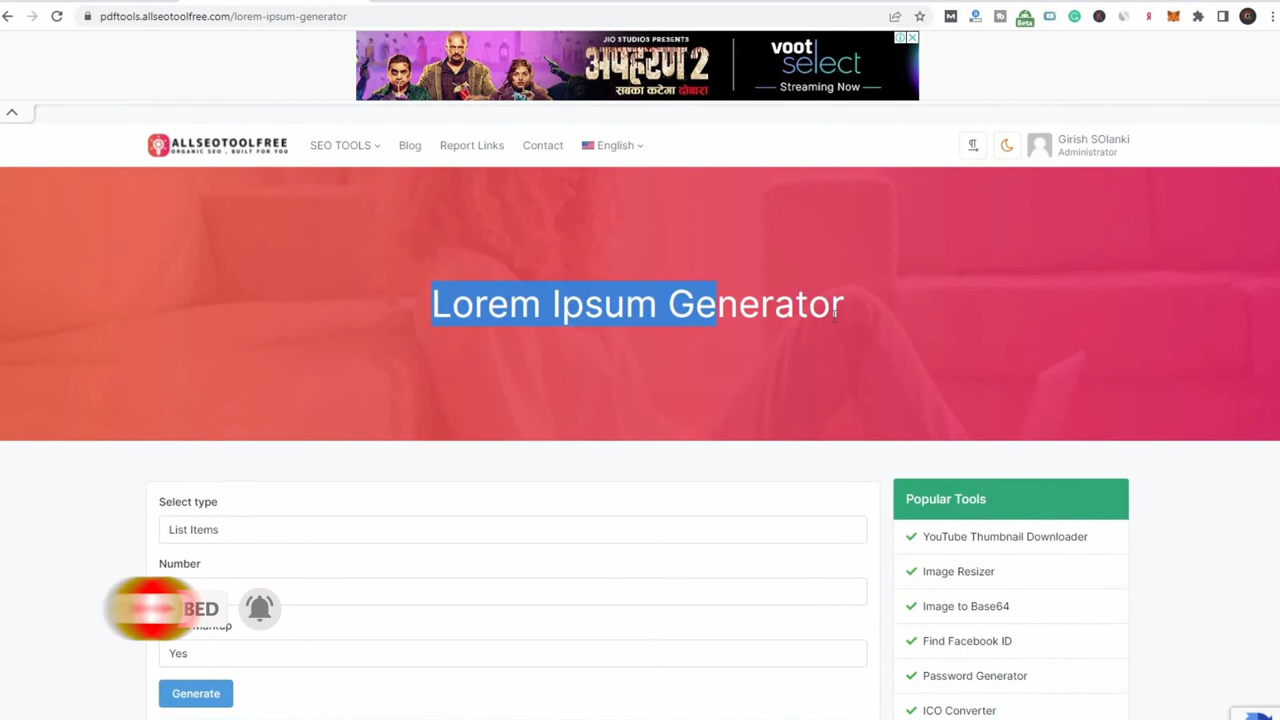 pdftools.allseotoolfree.com/lorem-ipsum-generator
Beta
G
JIO STUDIOS PRESENTS
अपहरण2
सबका कटेगा दोबारा
voot
select
Streaming Now
ALLSEOTOOLFREE
ORGANIC SEO , BUILT FOR YOU
SEO TOOLS
Blog
Report Links
Contact
English
Girish SOlanki
Administrator
Lorem Ipsum Generator
Select type
List Items
Number
BED
Markup
Yes
Generate
Popular Tools
YouTube Thumbnail Downloader
Image Resizer
Image to Base64
Find Facebook ID
Password Generator
ICO Converter